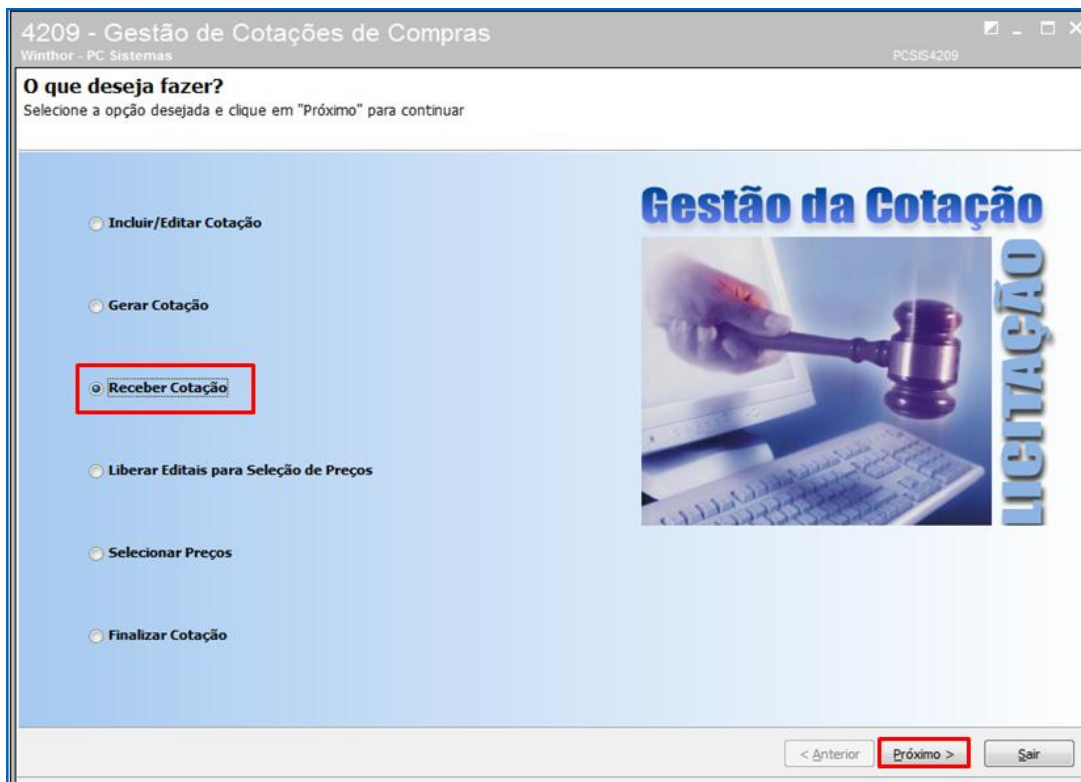 4209 - Gestão de Cotações de Compras
Winthor - PC Sistemas
PCSIS4209
O que deseja fazer?
Selecione a opção desejada e clique em "Próximo" para continuar
Incluir/Editar Cotação
Gerar Cotação
Receber Cotação
Liberar Editais para Seleção de Preços
Selecionar Preços
Finalizar Cotação
Gestão da Cotação
LICITAÇÃO
< Anterior
Próximo >
Sair